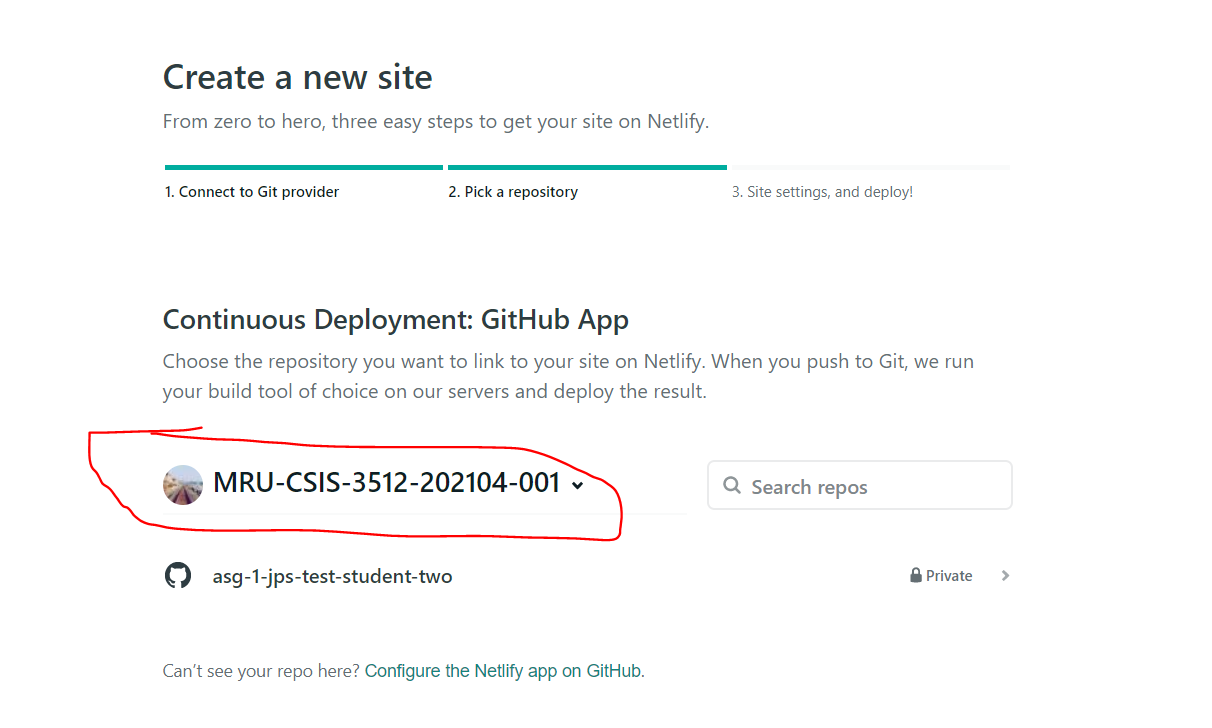 Create a new site
From zero to hero, three easy steps to get your site on Netlify.
1. Connect to Git provider
2. Pick a repository
3. Site settings, and deploy!
Continuous Deployment: GitHub App
Choose the repository you want to link to your site on Netlify. When you push to Git, we run
your build tool of choice on our servers and deploy the result.
MRU-CSIS-3512-202104-001
Search repos
asg-1-jps-test-student-two
Private
Can't see your repo here? Configure the Netlify app on GitHub.